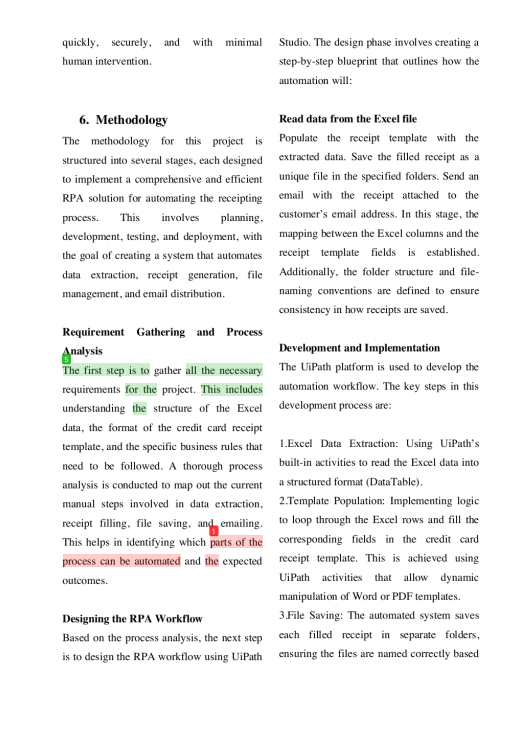 quickly, securely, and with minimal
human intervention.
6. Methodology
The methodology for this project is
structured into several stages, each designed
to implement a comprehensive and efficient
RPA solution for automating the receipting
process. This involves planning,
development, testing, and deployment, with
the goal of creating a system that automates
data extraction, receipt generation, file
management, and email distribution.
Requirement Gathering and Process
Analysis
5
The first step is to gather all the necessary
requirements for the project. This includes
understanding the structure of the Excel
data, the format of the credit card receipt
template, and the specific business rules that
need to be followed. A thorough process
analysis is conducted to map out the current
manual steps involved in data extraction,
receipt filling, file saving, and emailing.
1
This helps in identifying which parts of the
process can be automated and the expected
outcomes.
Designing the RPA Workflow
Based on the process analysis, the next step
is to design the RPA workflow using UiPath
Studio. The design phase involves creating a
step-by-step blueprint that outlines how the
automation will:
Read data from the Excel file
Populate the receipt template with the
extracted data. Save the filled receipt as a
unique file in the specified folders. Send an
email with the receipt attached to the
customer's email address. In this stage, the
mapping between the Excel columns and the
receipt template fields is established.
Additionally, the folder structure and file-
naming conventions are defined to ensure
consistency in how receipts are saved.
Development and Implementation
The UiPath platform is used to develop the
automation workflow. The key steps in this
development process are:
1.Excel Data Extraction: Using UiPath's
built-in activities to read the Excel data into
a structured format (DataTable).
2.Template Population: Implementing logic
to loop through the Excel rows and fill the
corresponding fields in the credit card
receipt template. This is achieved using
UiPath activities that allow dynamic
manipulation of Word or PDF templates.
3.File Saving: The automated system saves
each filled receipt in separate folders,
ensuring the files are named correctly based